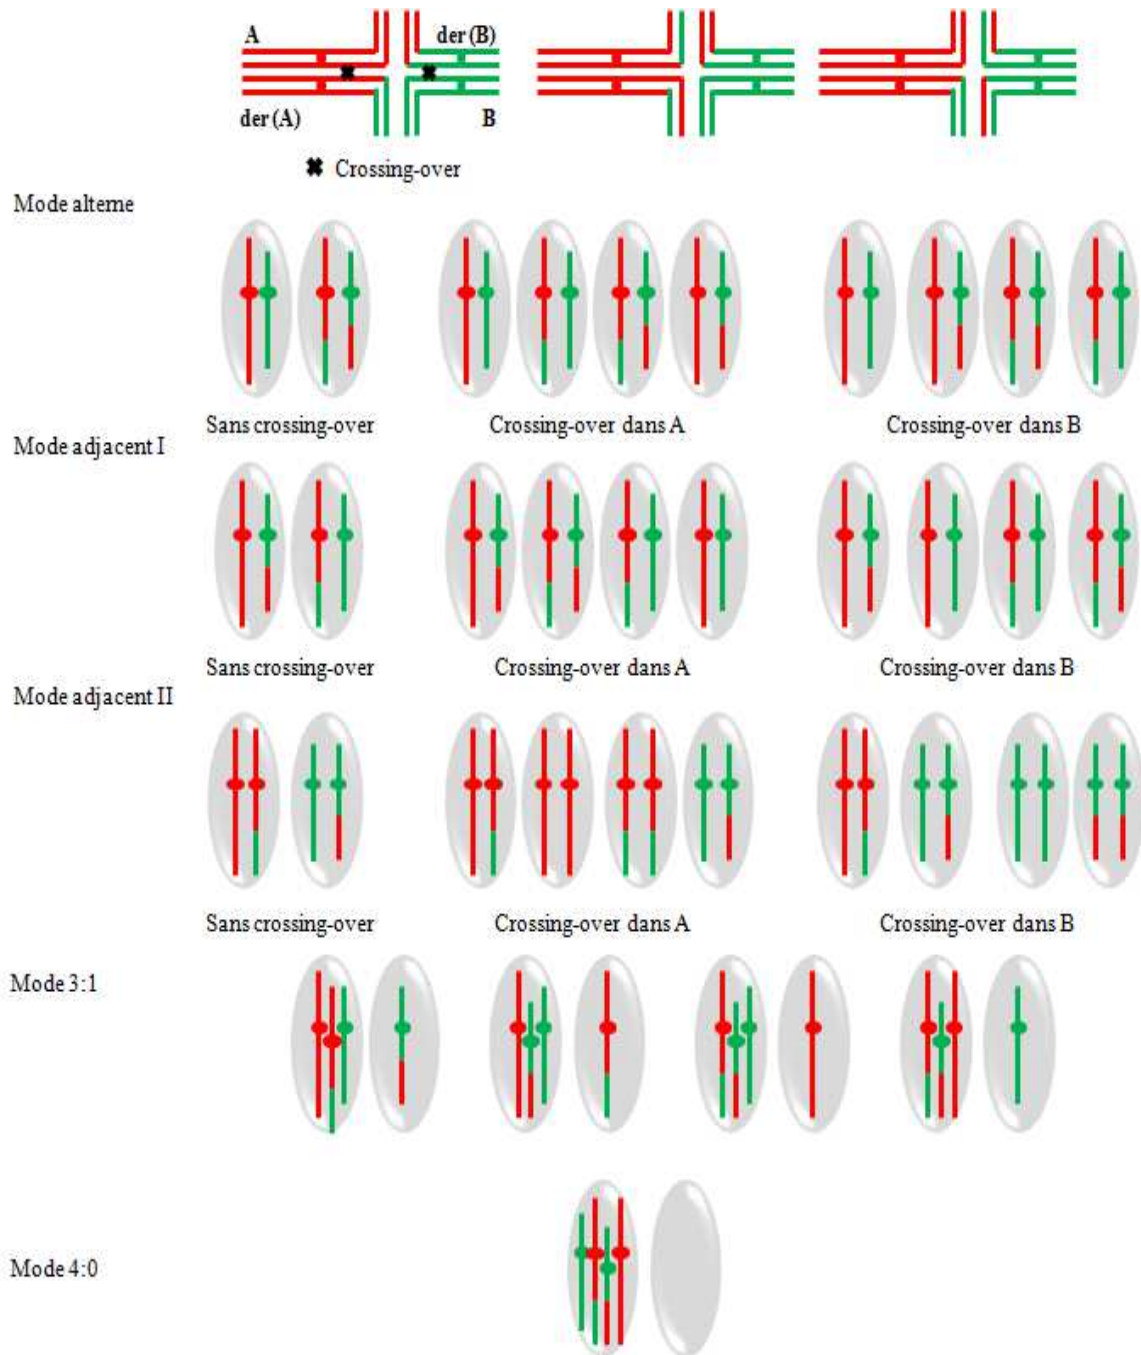 A der (B)
der (A) B
✖ Crossing-over
Mode alteme
Sans crossing-over Crossing-over dans A Crossing-over dans B
Mode adjacent I
Sans crossing-over Crossing-over dans A Crossing-over dans B
Mode adjacent II
Sans crossing-over Crossing-over dans A Crossing-over dans B
Mode 3:1
Mode 4:0